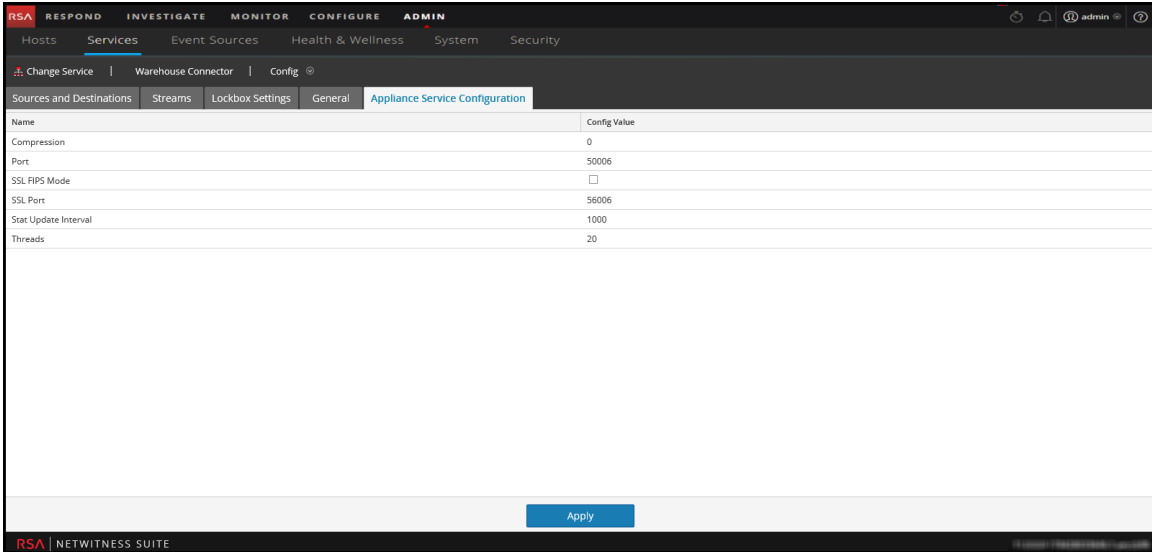 RSA RESPOND INVESTIGATE MONITOR CONFIGURE ADMIN admin
Hosts Services Event Sources Health & Wellness System Security
Change Service | Warehouse Connector | Config
Sources and Destinations Streams Lockbox Settings General Appliance Service Configuration
Name Config Value
Compression 0
Port 50006
SSL FIPS Mode
SSL Port 56006
Stat Update Interval 1000
Threads 20
Apply
RSA | NETWITNESS SUITE